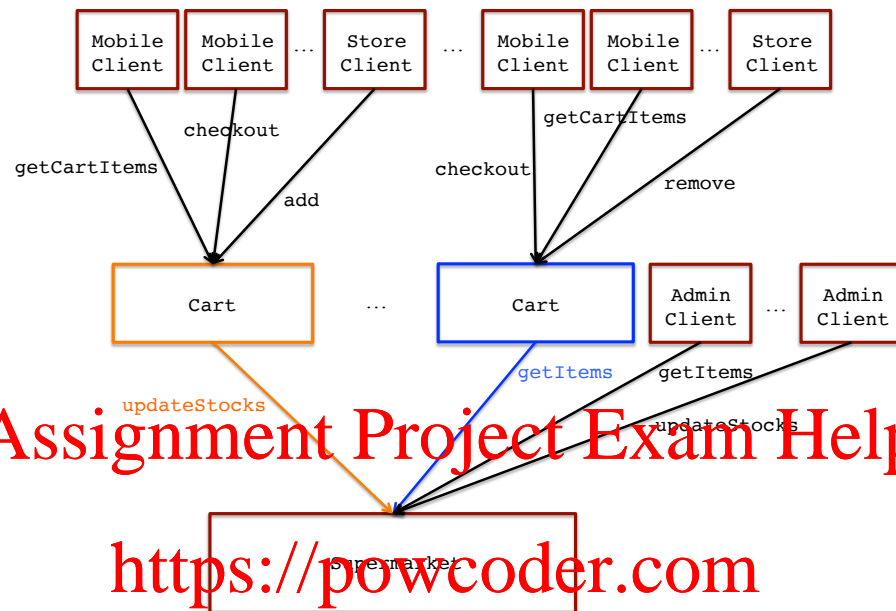 Mobile Client
Mobile Client
...
Store Client
...
Mobile Client
Mobile Client
...
Store Client
checkout
getCartItems
getCartItems
checkout
add
remove
Cart
...
Cart
Admin Client
...
Admin Client
getItems
getItems
updateStocks
updateStocks
Assignment Project Exam Help
Supermarket
https://powcoder.com